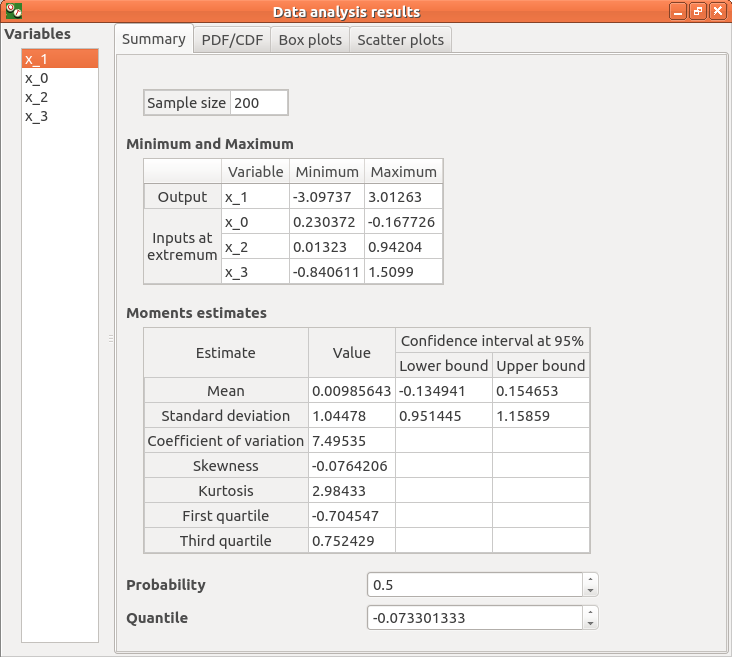 Data analysis results
Variables
x_1
x_0
x_2
x_3
Summary PDF/CDF Box plots Scatter plots
Sample size 200
Minimum and Maximum
Variable Minimum Maximum
Output x_1 -3.09737 3.01263
Inputs at extremum x_0 0.230372 -0.167726
x_2 0.01323 0.94204
x_3 -0.840611 1.5099
Moments estimates
Estimate Value Confidence interval at 95%
Lower bound Upper bound
Mean 0.00985643 -0.134941 0.154653
Standard deviation 1.04478 0.951445 1.15859
Coefficient of variation 7.49535
Skewness -0.0764206
Kurtosis 2.98433
First quartile -0.704547
Third quartile 0.752429
Probability 0.5
Quantile -0.073301333